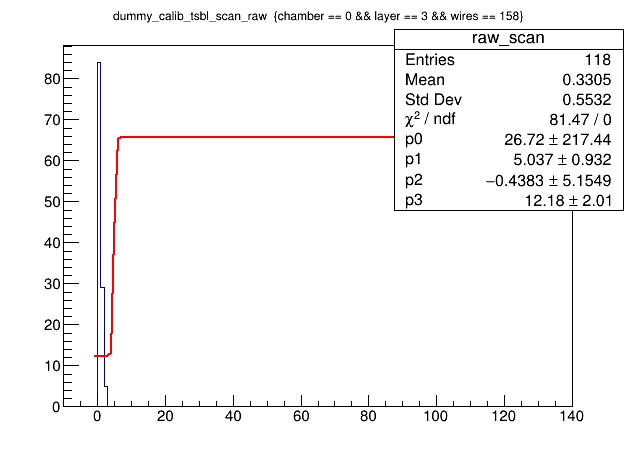 dummy_calib_tsbl_scan_raw {chamber == 0 && layer == 3 && wires == 158}
raw_scan
Entries 118
Mean 0.3305
Std Dev 0.5532
χ² / ndf 81.47 / 0
p0 26.72 ± 217.44
p1 5.037 ± 0.932
p2 −0.4383 ± 5.1549
p3 12.18 ± 2.01
80
70
60
50
40
30
20
10
0
0 20 40 60 80 100 120 140